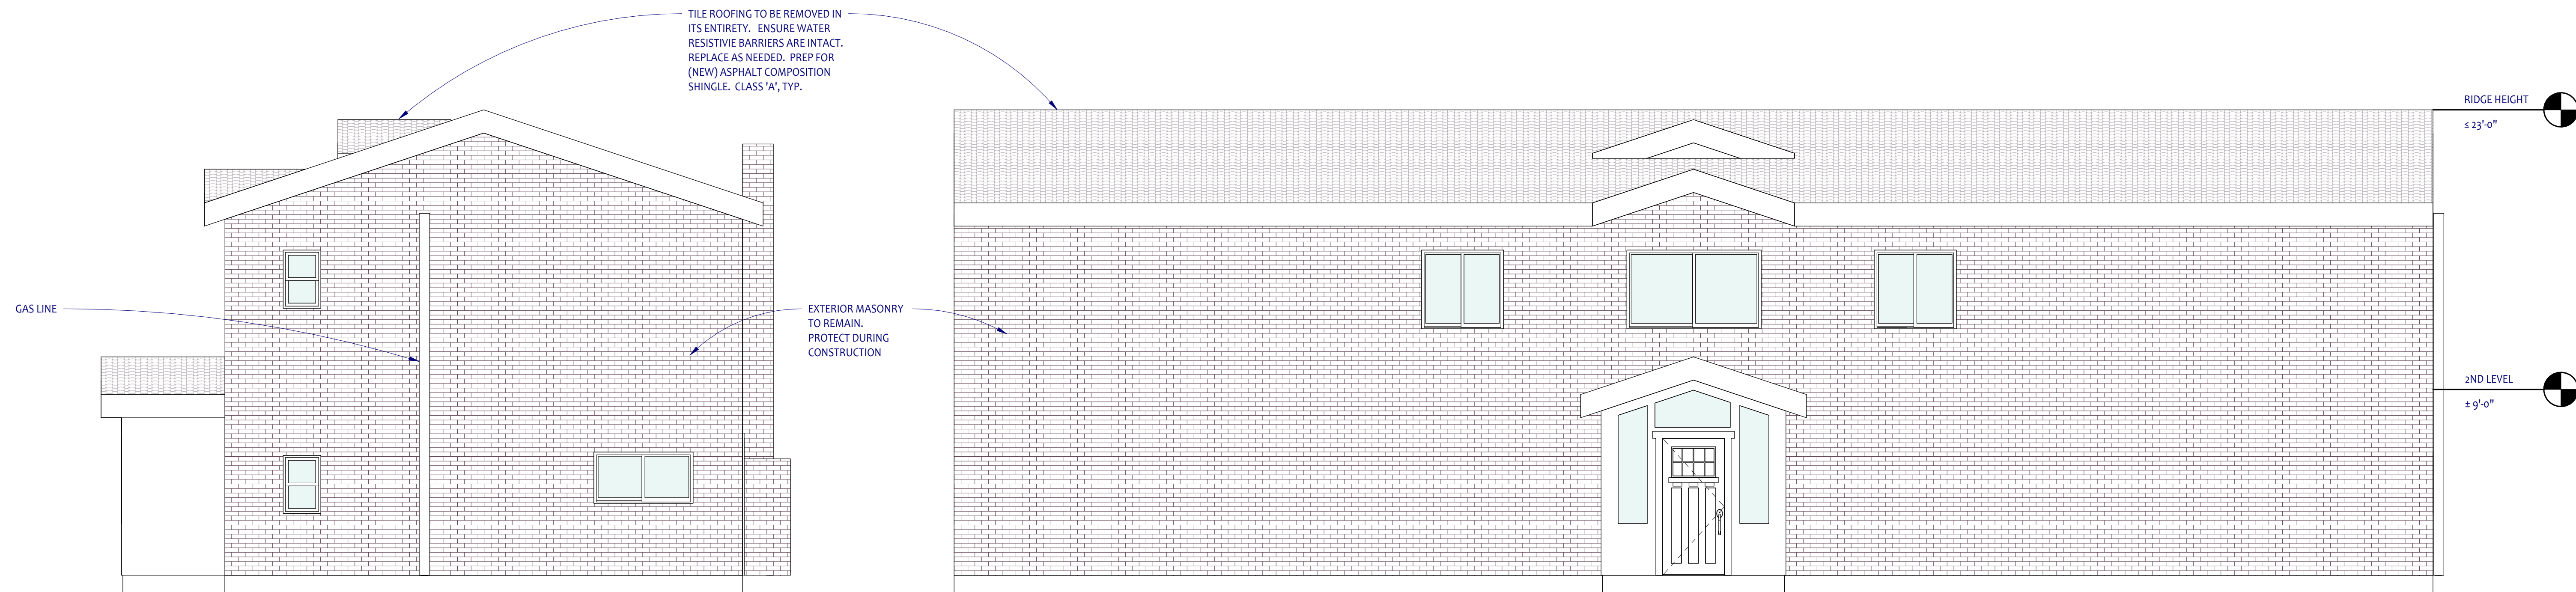 TILE ROOFING TO BE REMOVED IN
ITS ENTIRETY. ENSURE WATER
RESISTIVIE BARRIERS ARE INTACT.
REPLACE AS NEEDED. PREP FOR
(NEW) ASPHALT COMPOSITION
SHINGLE. CLASS 'A', TYP.
RIDGE HEIGHT
≤ 23'-0"
GAS LINE
EXTERIOR MASONRY
TO REMAIN.
PROTECT DURING
CONSTRUCTION
2ND LEVEL
± 9'-0"